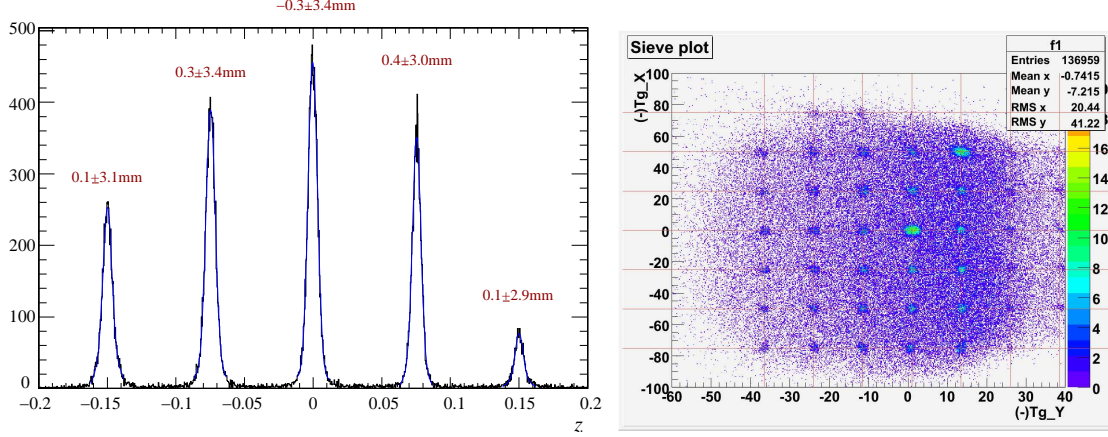 −0.3±3.4mm
500
0.3±3.4mm
0.4±3.0mm
400
300
0.1±3.1mm
200
0.1±2.9mm
100
0
−0.2 −0.15 −0.1 −0.05 0 0.05 0.1 0.15 0.2
z
Sieve plot
f1
Entries 136959
Mean x -0.7415
Mean y -7.215
RMS x 20.44
RMS y 41.22
(-)Tg_X
100
80
60
40
20
0
-20
-40
-60
-80
-100
-60 -50 -40 -30 -20 -10 0 10 20 30 40
(-)Tg_Y
16
14
12
10
8
6
4
2
0